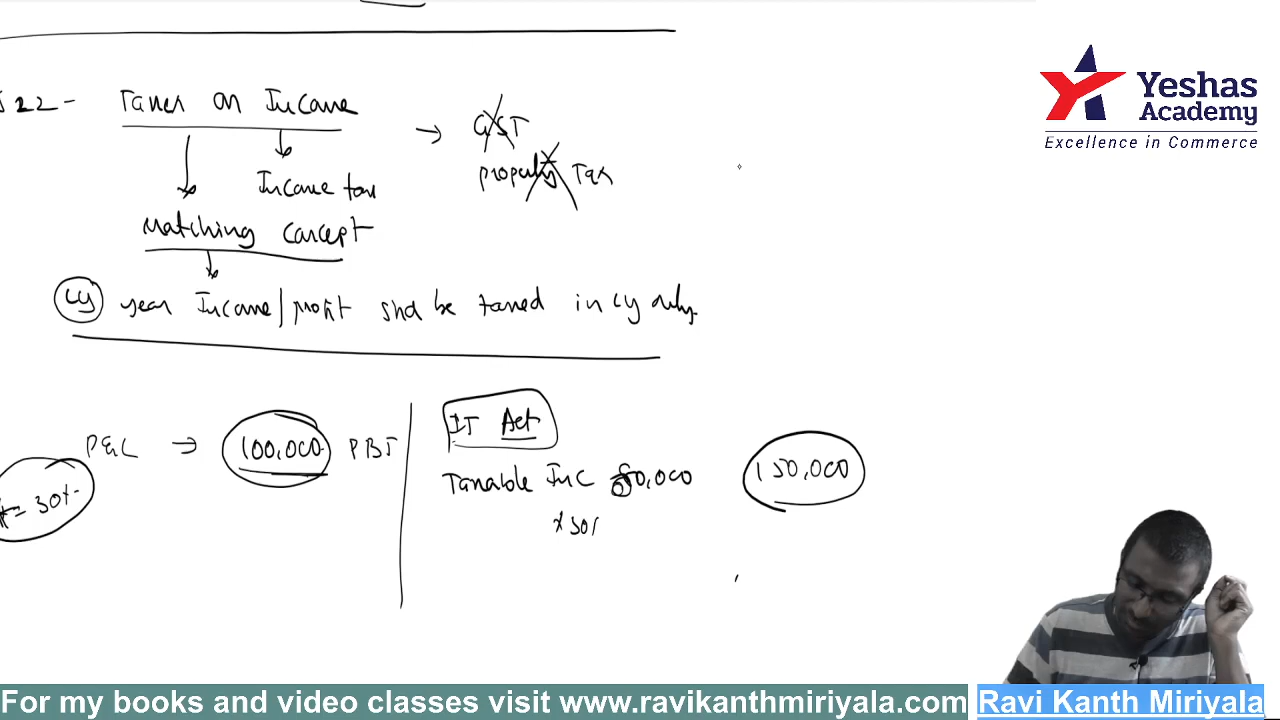 22 - Taxes on Income → GST
property Tax
Income tax
Matching concept
cy year Income/profit shd be taxed in cy only.
P&L → 100,000 PBT
t = 30%
IT Act
Taxable Inc 80,000
150,000
x 30%
Yeshas
Academy
Excellence in Commerce
For my books and video classes visit www.ravikanthmiriyala.com Ravi Kanth Miriyala